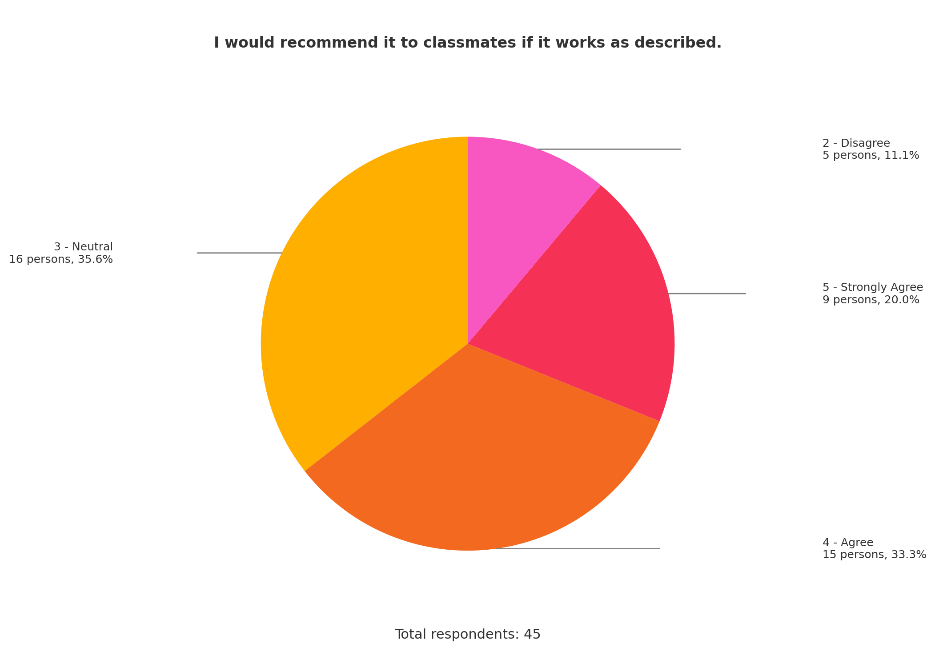 I would recommend it to classmates if it works as described.
2 - Disagree
5 persons, 11.1%
3 - Neutral
16 persons, 35.6%
5 - Strongly Agree
9 persons, 20.0%
4 - Agree
15 persons, 33.3%
Total respondents: 45